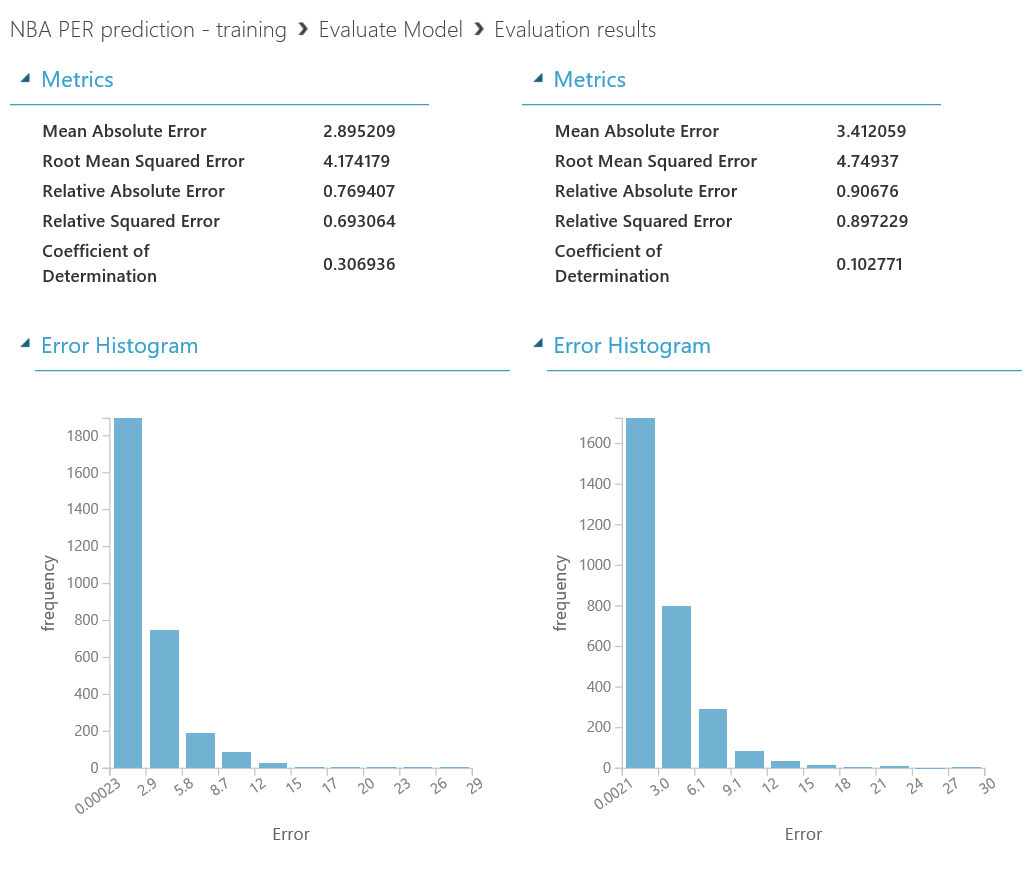 NBA PER prediction - training › Evaluate Model › Evaluation results
Metrics
Mean Absolute Error 2.895209
Root Mean Squared Error 4.174179
Relative Absolute Error 0.769407
Relative Squared Error 0.693064
Coefficient of
Determination 0.306936
Error Histogram
1800
1600
1400
1200
1000
800
600
400
200
0
frequency
0.00023 2.9 5.8 8.7 12 15 17 20 23 26 29
Error
Metrics
Mean Absolute Error 3.412059
Root Mean Squared Error 4.74937
Relative Absolute Error 0.90676
Relative Squared Error 0.897229
Coefficient of
Determination 0.102771
Error Histogram
1600
1400
1200
1000
800
600
400
200
0
frequency
0.0021 3.0 6.1 9.1 12 15 18 21 24 27 30
Error